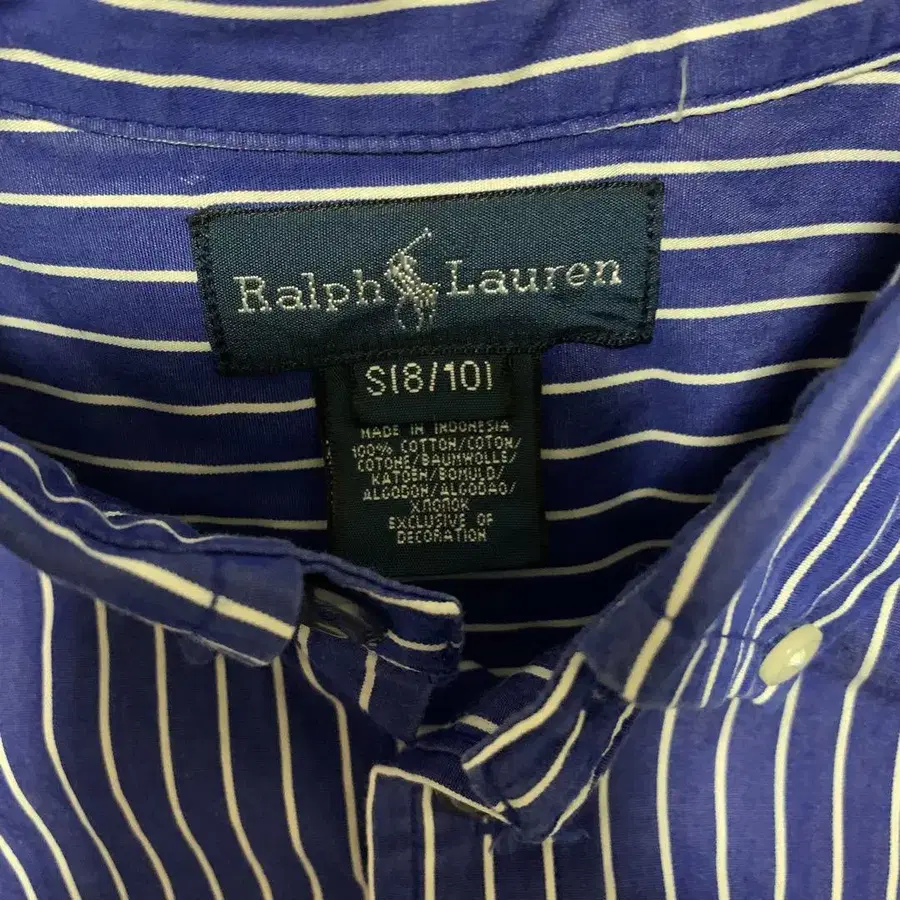 Ralph Lauren
S(8/10)
MADE IN INDONESIA
100% COTTON/COTON/
COTONE/BAUMWOLLE/
KATOEN/BOMULD/
ALGODON/ALGODAO/
ХЛОПОК
EXCLUSIVE OF
DECORATION